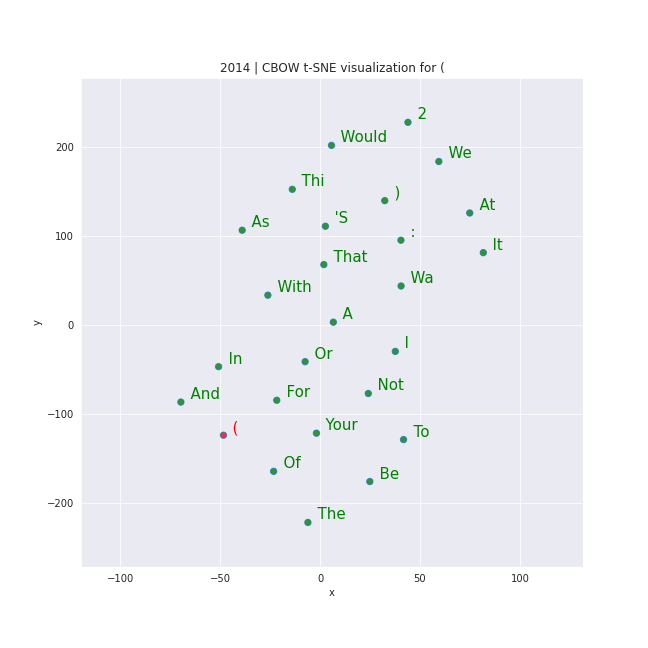 2014 | CBOW t-SNE visualization for (
2
Would
We
Thi
)
At
'S
As
:
It
That
Wa
With
A
I
Or
In
Not
For
And
Your
(
To
Of
Be
The
200
100
0
−100
−200
y
−100
−50
0
50
100
x